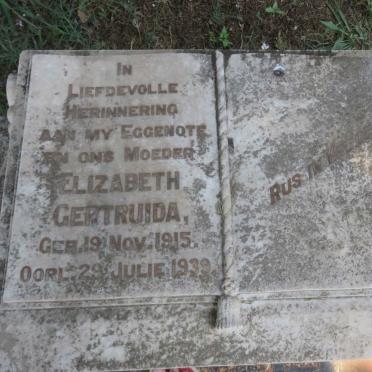 IN
LIEFDEVOLLE
HERINNERING
AAN MY EGGENOTE
EN ONS MOEDER
ELIZABETH
GERTRUIDA,
GEB. 19 NOV. 1915.
OORL. 29 JULIE 1939.
RUS IN